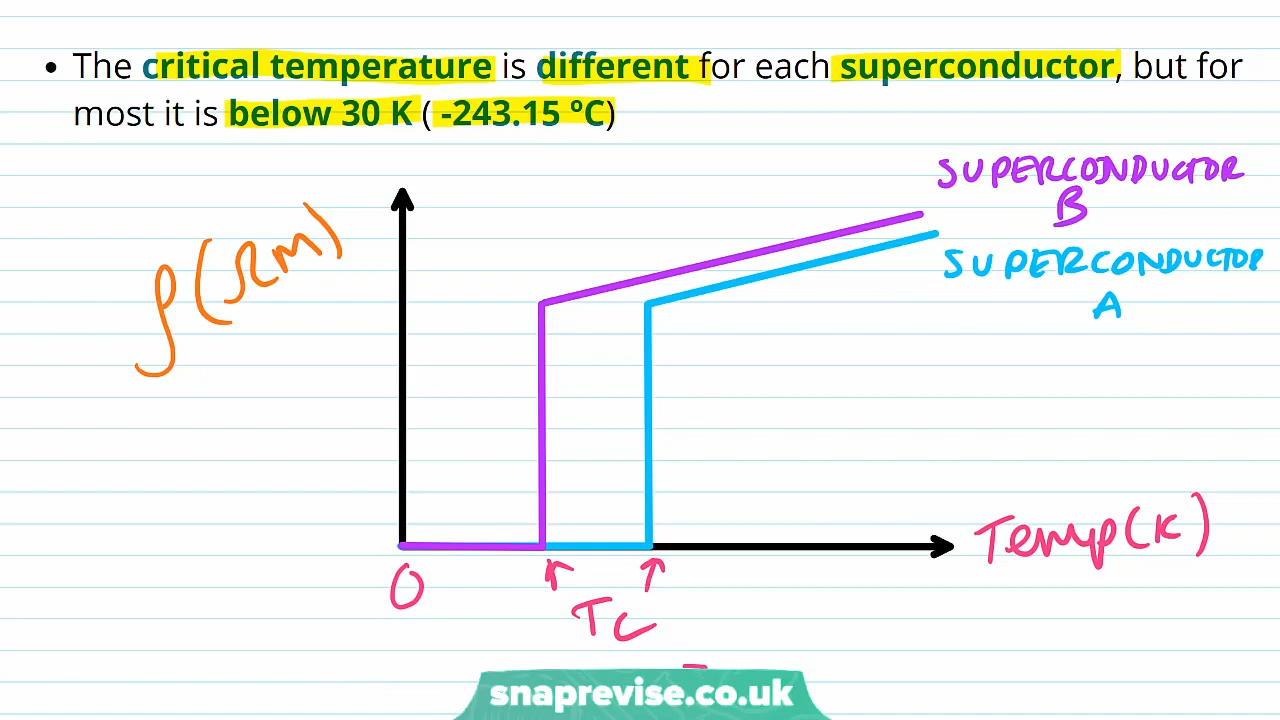 • The critical temperature is different for each superconductor, but for
most it is below 30 K ( -243.15 ºC)
SUPERCONDUCTOR
B
ρ(Ωm)
SUPERCONDUCTOR
A
Temp(K)
0
Tc
snaprevise.co.uk